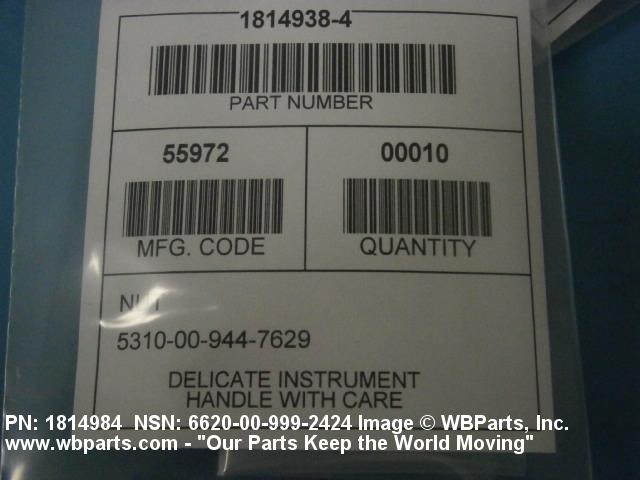 1814938-4
PART NUMBER
55972
00010
MFG. CODE
QUANTITY
NUT
5310-00-944-7629
DELICATE INSTRUMENT
HANDLE WITH CARE
PN: 1814984 NSN: 6620-00-999-2424 Image © WBParts, Inc.
www.wbparts.com - "Our Parts Keep the World Moving"